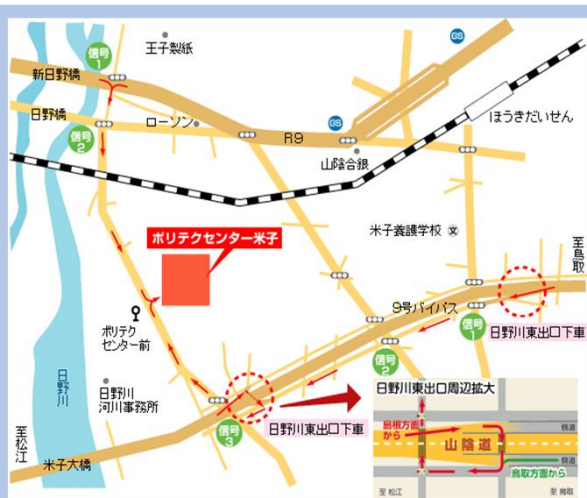 信号
1
王子製紙
GS
新日野橋
日野橋
ローソン
信号
2
R9
GS
山陰合銀
ほうきだいせん
ポリテクセンター米子
米子養護学校
文
至鳥取
9号バイパス
信号
1
日野川東出口下車
ポリテク
センター前
信号
2
日野川
日野川
河川事務所
信号
3
日野川東出口下車
至松江
米子大橋
日野川東出口周辺拡大
島根方面
から
側道
山陰道
側道
鳥取方面から
至 松江
至 鳥取